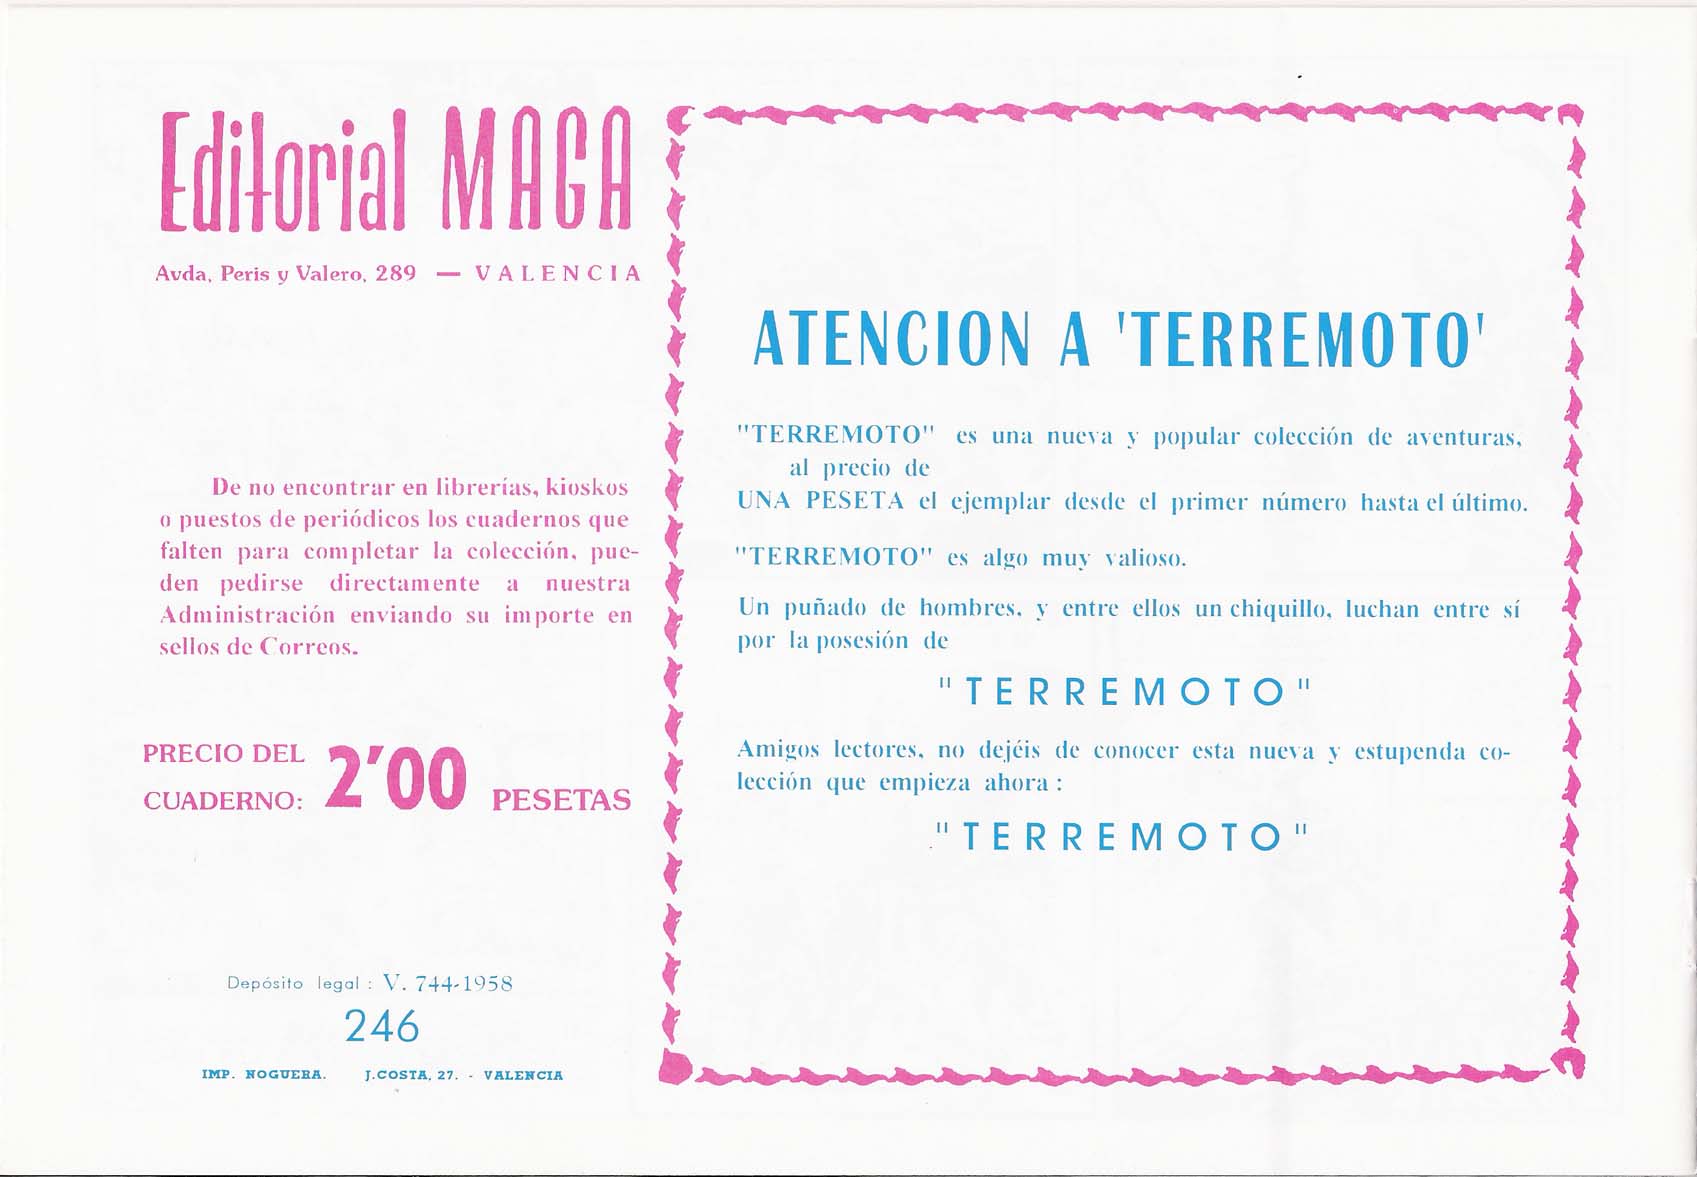 Editorial MAGA
Avda. Peris y Valero, 289 — VALENCIA
De no encontrar en librerías, kioskos
o puestos de periódicos los cuadernos que
falten para completar la colección, pue-
den pedirse directamente a nuestra
Administración enviando su importe en
sellos de Correos.
PRECIO DEL
CUADERNO: 2'00 PESETAS
Depósito legal : V. 744-1958
246
IMP. NOGUERA. J.COSTA, 27. - VALENCIA
ATENCION A 'TERREMOTO'
"TERREMOTO" es una nueva y popular colección de aventuras,
al precio de
UNA PESETA el ejemplar desde el primer número hasta el último.
"TERREMOTO" es algo muy valioso.
Un puñado de hombres, y entre ellos un chiquillo, luchan entre sí
por la posesión de
"TERREMOTO"
Amigos lectores, no dejéis de conocer esta nueva y estupenda co-
lección que empieza ahora :
"TERREMOTO"